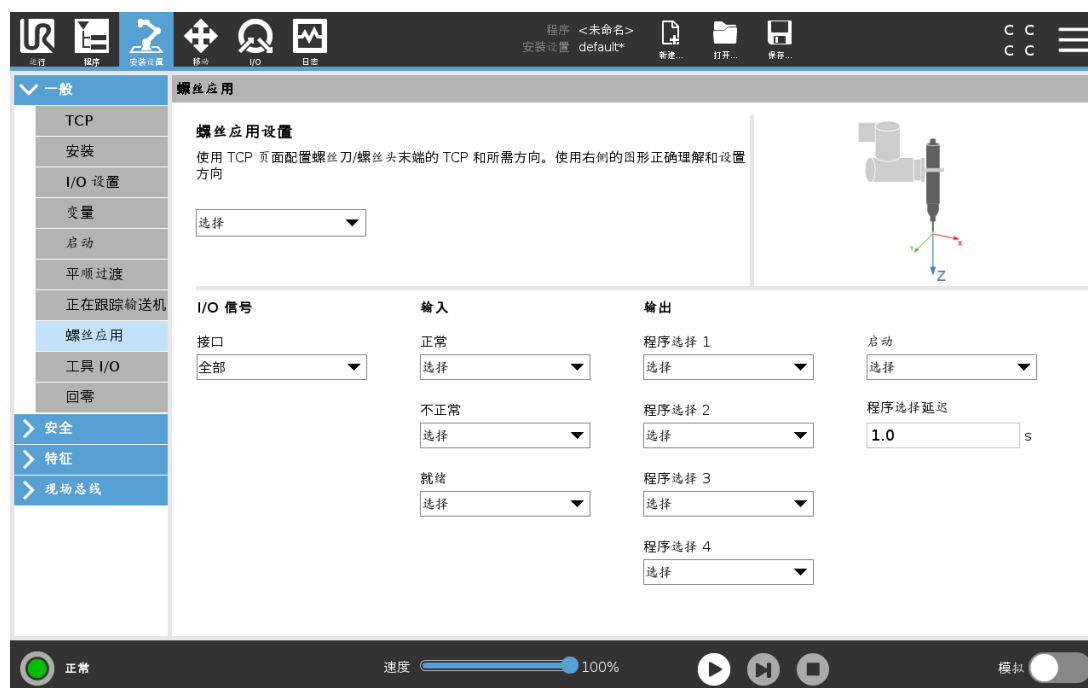 程序 <未命名>
安装设置 default*
运行
程序
安装设置
移动
I/O
日志
新建...
打开...
保存...
C C
C C
一般
TCP
安装
I/O 设置
变量
启动
平顺过渡
正在跟踪输送机
螺丝应用
工具 I/O
回零
安全
特征
现场总线
螺丝应用
螺丝应用设置
使用 TCP 页面配置螺丝刀/螺丝头末端的 TCP 和所需方向。使用右侧的图形正确理解和设置
方向
选择
X
Y
Z
I/O 信号
接口
全部
输入
正常
选择
不正常
选择
就绪
选择
输出
程序选择 1
选择
程序选择 2
选择
程序选择 3
选择
程序选择 4
选择
启动
选择
程序选择延迟
1.0 s
正常
速度 100%
模拟